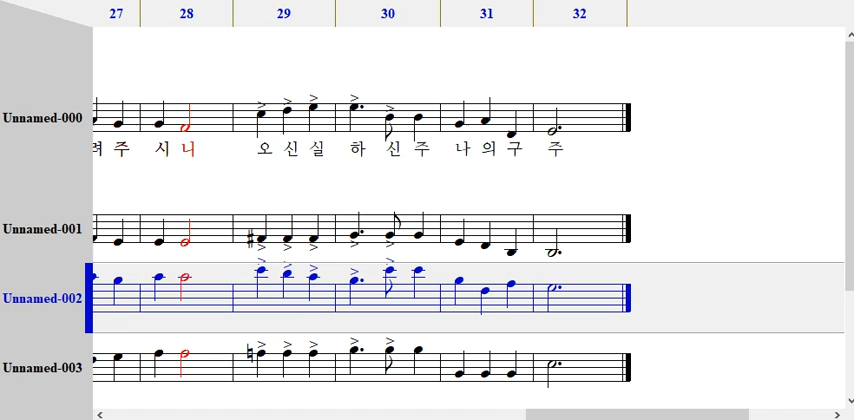 27 28 29 30 31 32
Unnamed-000
려 주 시 니 오 신 실 하 신 주 나 의 구 주
Unnamed-001
Unnamed-002
Unnamed-003